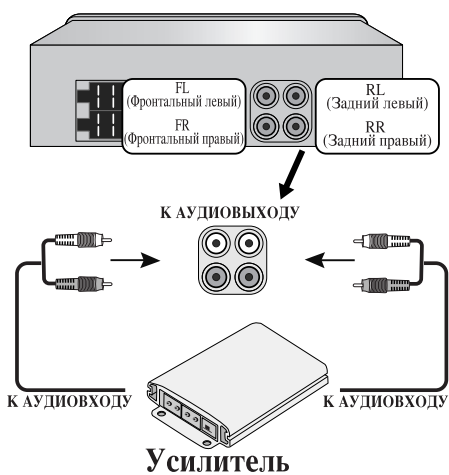 FL
(Фронтальный левый)
FR
(Фронтальный правый)
RL
(Задний левый)
RR
(Задний правый)
К АУДИОВЫХОДУ
К АУДИОВХОДУ
К АУДИОВХОДУ
Усилитель